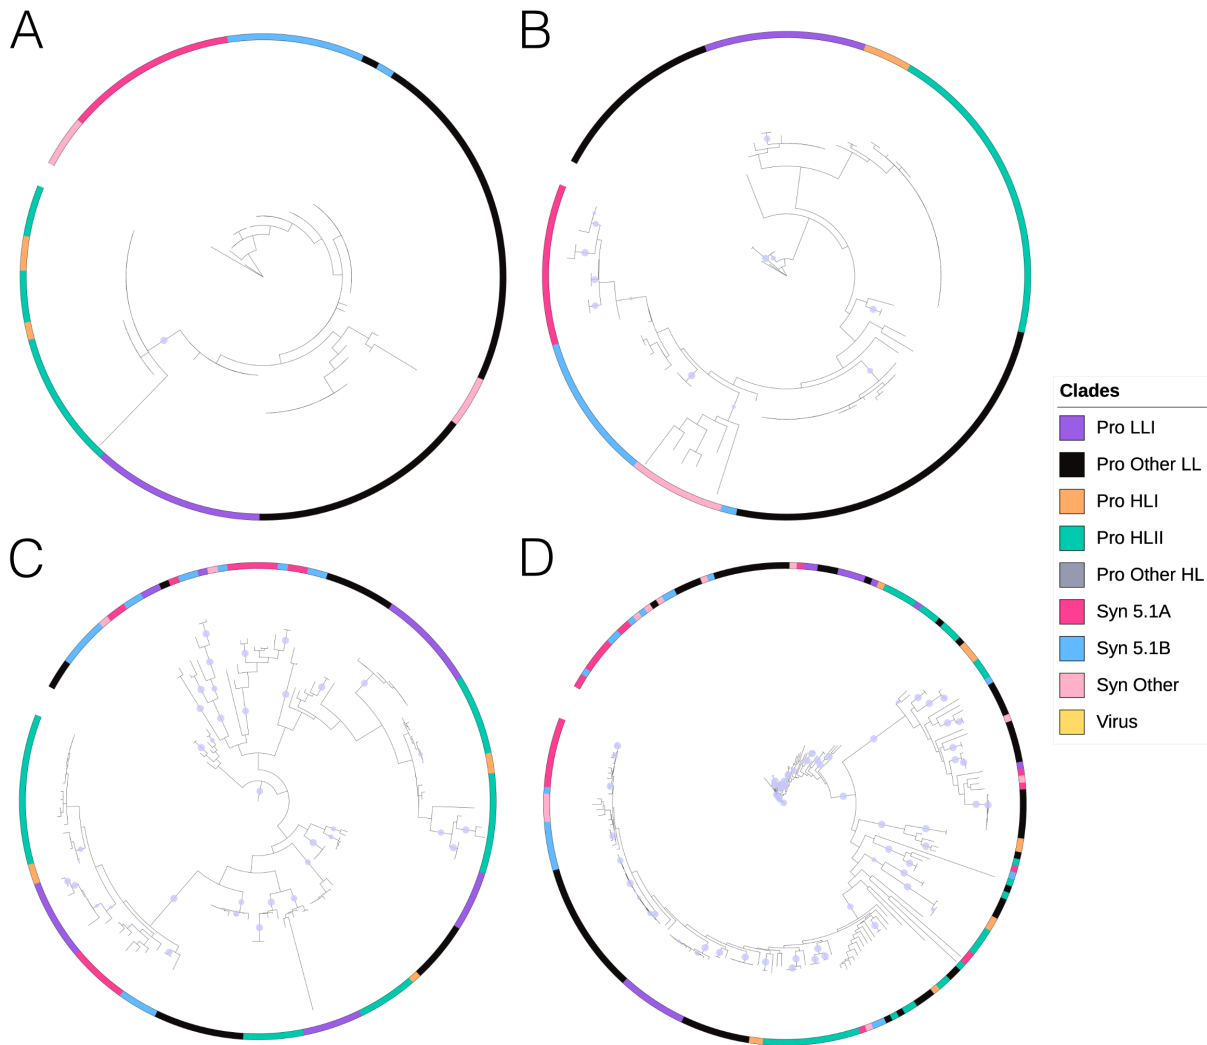 A
B
C
D
Clades
Pro LLI
Pro Other LL
Pro HLI
Pro HLII
Pro Other HL
Syn 5.1A
Syn 5.1B
Syn Other
Virus